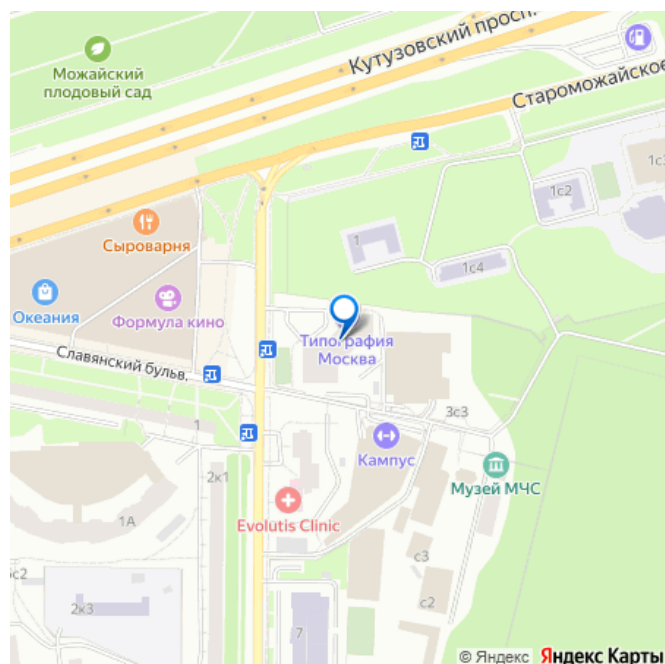 Кутузовский просп.
Можайский
плодовый сад
Староможайское
1с3
1с2
1
1с4
Сыроварня
Океания
Формула кино
Типография
Москва
Славянский бульв.
3с3
1
Кампус
2к1
Музей МЧС
1А
Evolutis Clinic
с3
с2
2к3
7
© Яндекс Яндекс Карты